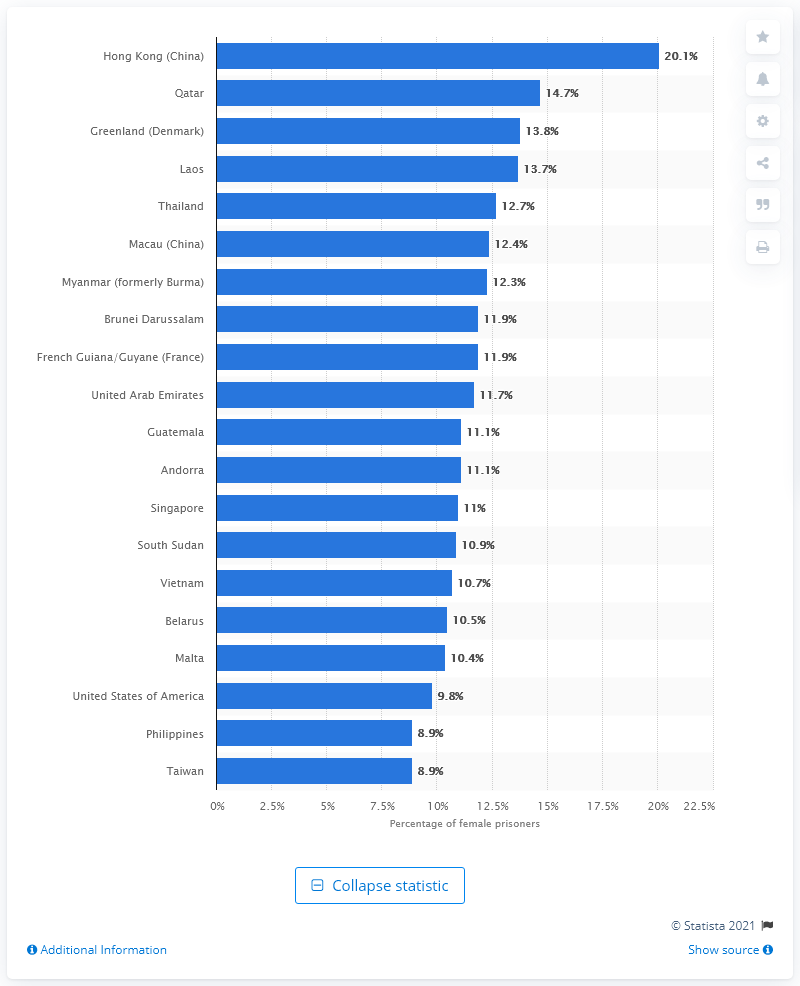 Hong Kong (China) 20.1%
Qatar 14.7%
Greenland (Denmark) 13.8%
Laos 13.7%
Thailand 12.7%
Macau (China) 12.4%
Myanmar (formerly Burma) 12.3%
Brunei Darussalam 11.9%
French Guiana/Guyane (France) 11.9%
United Arab Emirates 11.7%
Guatemala 11.1%
Andorra 11.1%
Singapore 11%
South Sudan 10.9%
Vietnam 10.7%
Belarus 10.5%
Malta 10.4%
United States of America 9.8%
Philippines 8.9%
Taiwan 8.9%
0% 2.5% 5% 7.5% 10% 12.5% 15% 17.5% 20% 22.5%
Percentage of female prisoners
Collapse statistic
© Statista 2021
Additional Information Show source